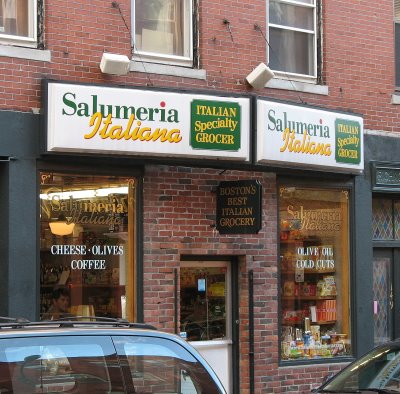 Salumeria
Italiana
ITALIAN
Specialty
GROCER
Salumeria
Italiana
ITALIAN
Specialty
GROCER
BOSTON'S
BEST
ITALIAN
GROCERY
Salumeria
Italiana
CHEESE · OLIVES
COFFEE
Salumeria
Italiana
OLIVE OIL
COLD CUTS